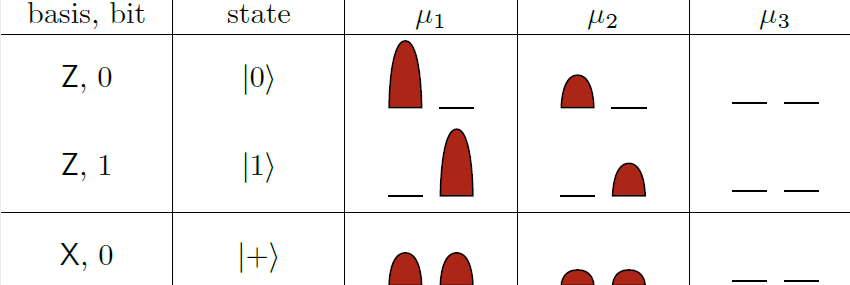 basis, bit state μ₁ μ₂ μ₃
Z, 0 |0⟩
Z, 1 |1⟩
X, 0 |+⟩